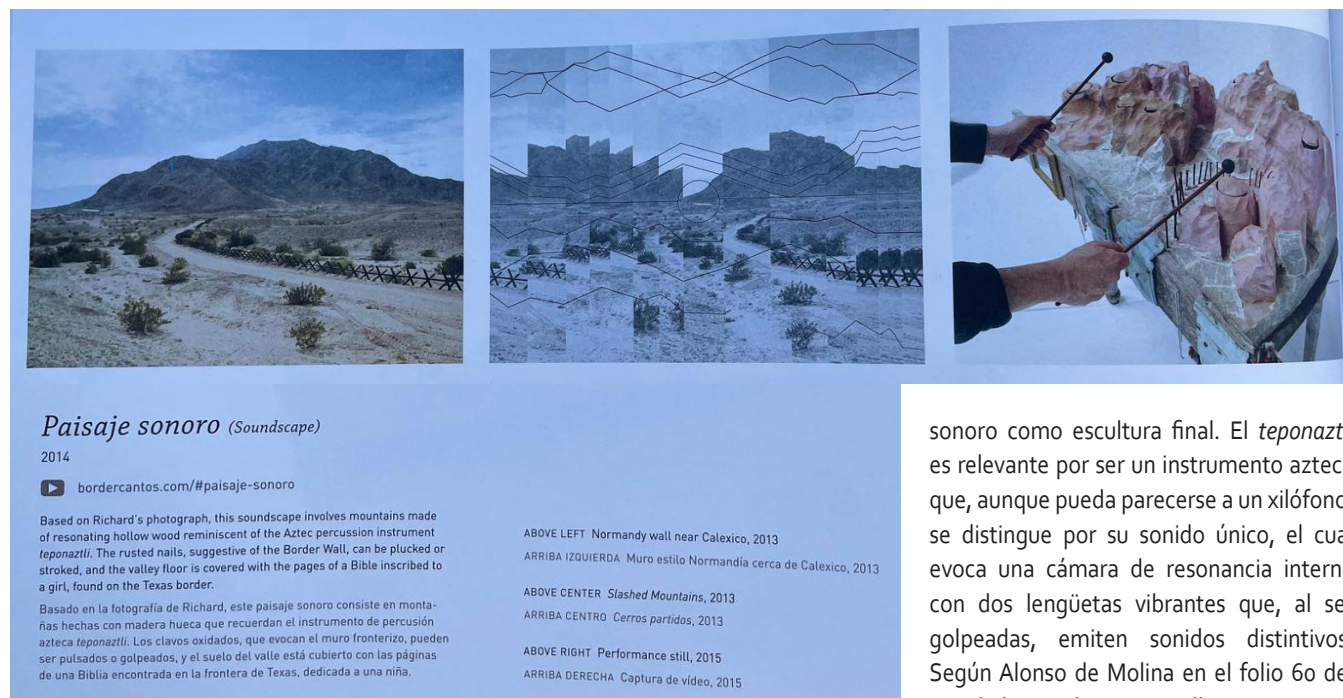 Paisaje sonoro (Soundscape)
2014
bordercantos.com/#paisaje-sonoro
Based on Richard's photograph, this soundscape involves mountains made
of resonating hollow wood reminiscent of the Aztec percussion instrument
teponaztli. The rusted nails, suggestive of the Border Wall, can be plucked or
stroked, and the valley floor is covered with the pages of a Bible inscribed to
a girl, found on the Texas border.
Basado en la fotografía de Richard, este paisaje sonoro consiste en monta-
ñas hechas con madera hueca que recuerdan el instrumento de percusión
azteca teponaztli. Los clavos oxidados, que evocan el muro fronterizo, pueden
ser pulsados o golpeados, y el suelo del valle está cubierto con las páginas
de una Biblia encontrada en la frontera de Texas, dedicada a una niña.
ABOVE LEFT Normandy wall near Calexico, 2013
ARRIBA IZQUIERDA Muro estilo Normandía cerca de Calexico, 2013
ABOVE CENTER Slashed Mountains, 2013
ARRIBA CENTRO Cerros partidos, 2013
ABOVE RIGHT Performance still, 2015
ARRIBA DERECHA Captura de vídeo, 2015
sonoro como escultura final. El
es relevante por ser un instrumento
que, aunque pueda parecerse a un xilófono
se distingue por su sonido único, el
evoca una cámara de resonancia
con dos lengüetas vibrantes que, al
golpeadas, emiten sonidos distintivos
Según Alonso de Molina en el folio 60